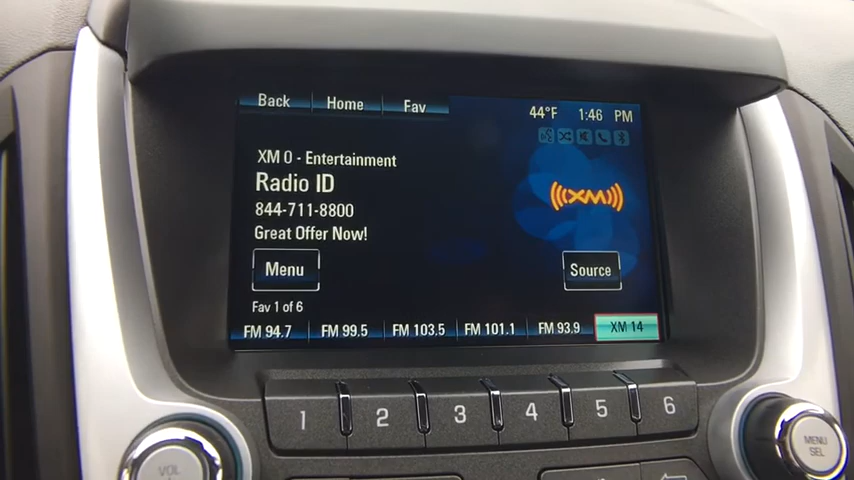 Back Home Fav
44°F 1:46 PM
XM 0 - Entertainment
Radio ID
844-711-8800
Great Offer Now!
((XM))
Menu
Source
Fav 1 of 6
FM 94.7 FM 99.5 FM 103.5 FM 101.1 FM 93.9 XM 14
1 2 3 4 5 6
VOL
MENU
SEL